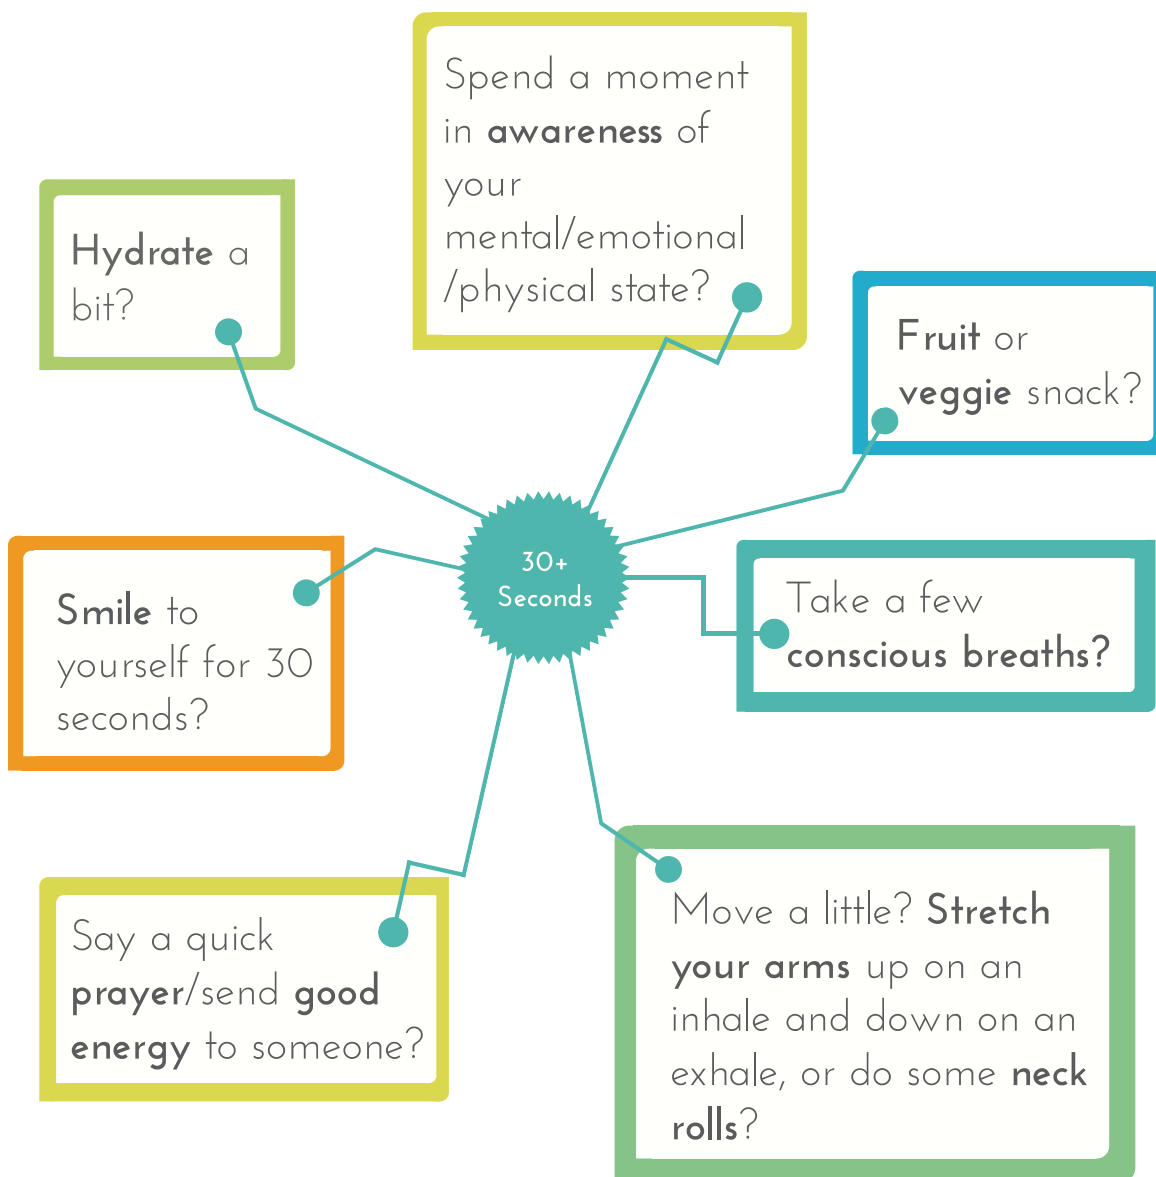 Spend a moment
in awareness of
your
mental/emotional
/physical state?
Hydrate a
bit?
Fruit or
veggie snack?
30+
Seconds
Smile to
yourself for 30
seconds?
Take a few
conscious breaths?
Say a quick
prayer/send good
energy to someone?
Move a little? Stretch
your arms up on an
inhale and down on an
exhale, or do some neck
rolls?